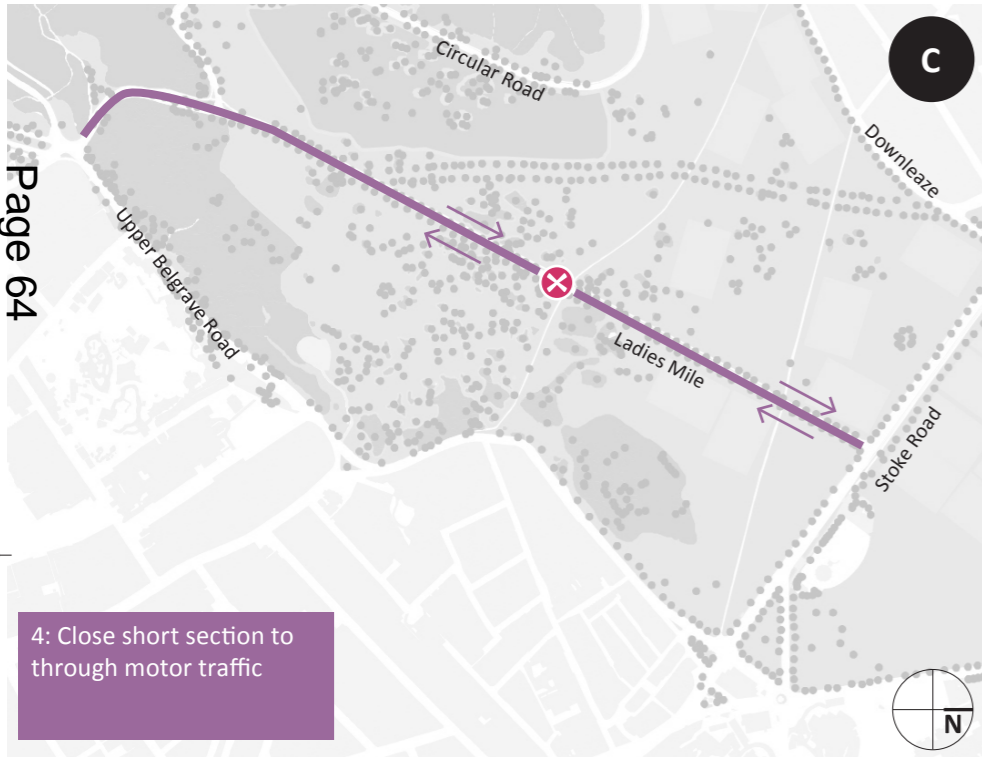 C
Circular Road
Downleaze
Page 64
Upper Belgrave Road
Ladies Mile
Stoke Road
4: Close short section to
through motor traffic
N